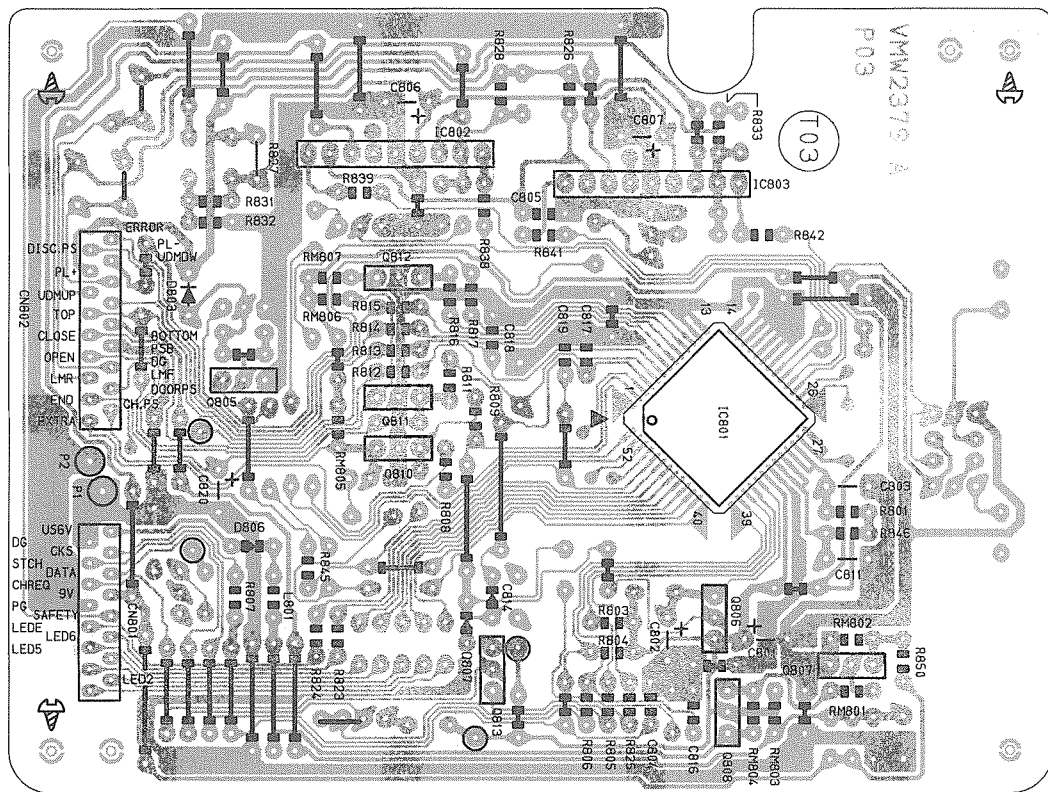 VMW2379 A
P03
T03
R828
R826
C806
C807
R833
IC802
R839
IC803
R831
R832
C805
R841
R842
R838
ERROR
PL-
UDMDW
DISC.PS
PL+
UDMUP
TOP
CLOSE
OPEN
LMR
END
EXTRA
CN802
BOTTOM
PSB
DG
LMF
DOORPS
CH.PS
RM807
Q812
RM806
R815
R814
R813
R812
R816
R817
C818
C819
C817
R811
R809
Q805
Q811
Q810
RM805
R808
13
14
1
26
27
52
40
39
IC801
P2
P1
C820
C803
R801
R846
C811
US6V
DG
CKS
STCH
DATA
CHREQ
9V
PG
SAFETY
LEDE
LED6
LED5
LED2
CN801
D806
R845
R807
L801
C814
R803
R804
C802
Q806
C801
RM802
Q807
R850
RM801
R824
R823
Q813
R806
R805
R825
C804
C816
Q808
RM804
RM803